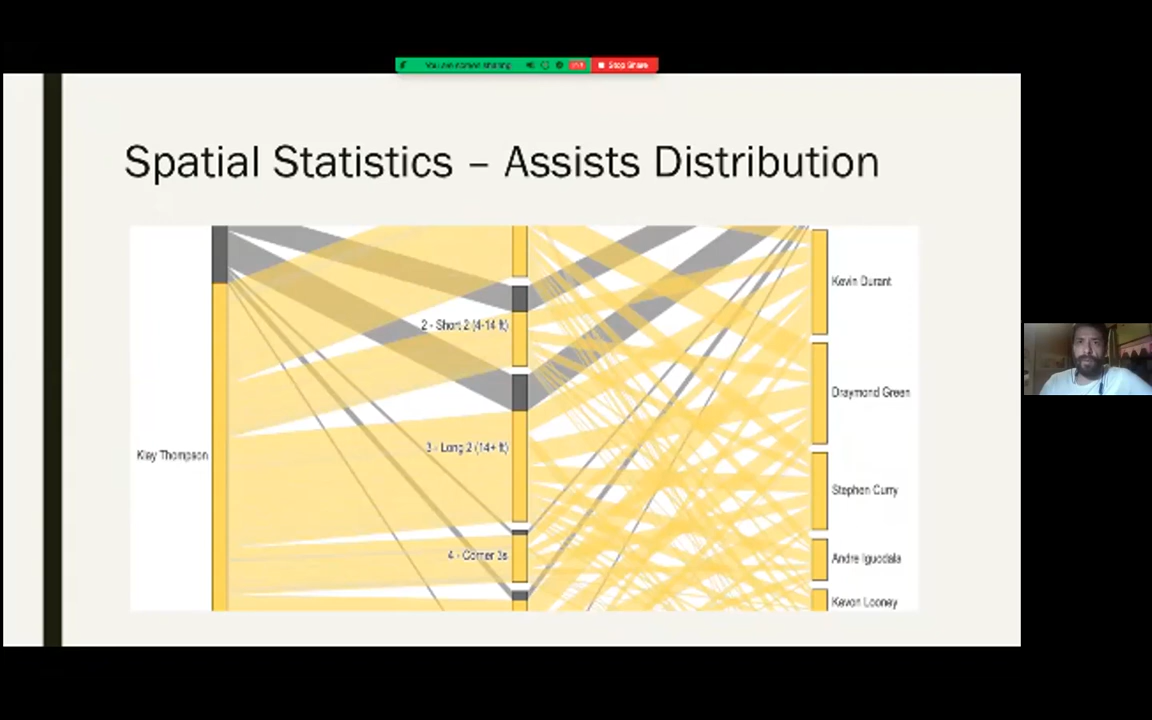 Stop Share
Spatial Statistics – Assists Distribution
Kevin Durant
2 - Short 2 (4-14 ft)
Draymond Green
3 - Long 2 (14+ ft)
Klay Thompson
Stephen Curry
4 - Corner 3s
Andre Iguodala
Kevon Looney